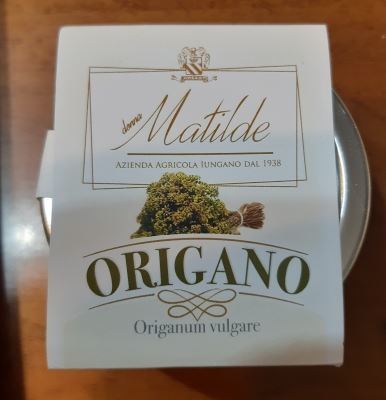 donna
Matilde
AZIENDA AGRICOLA IUNGANO DAL 1938
ORIGANO
Origanum vulgare